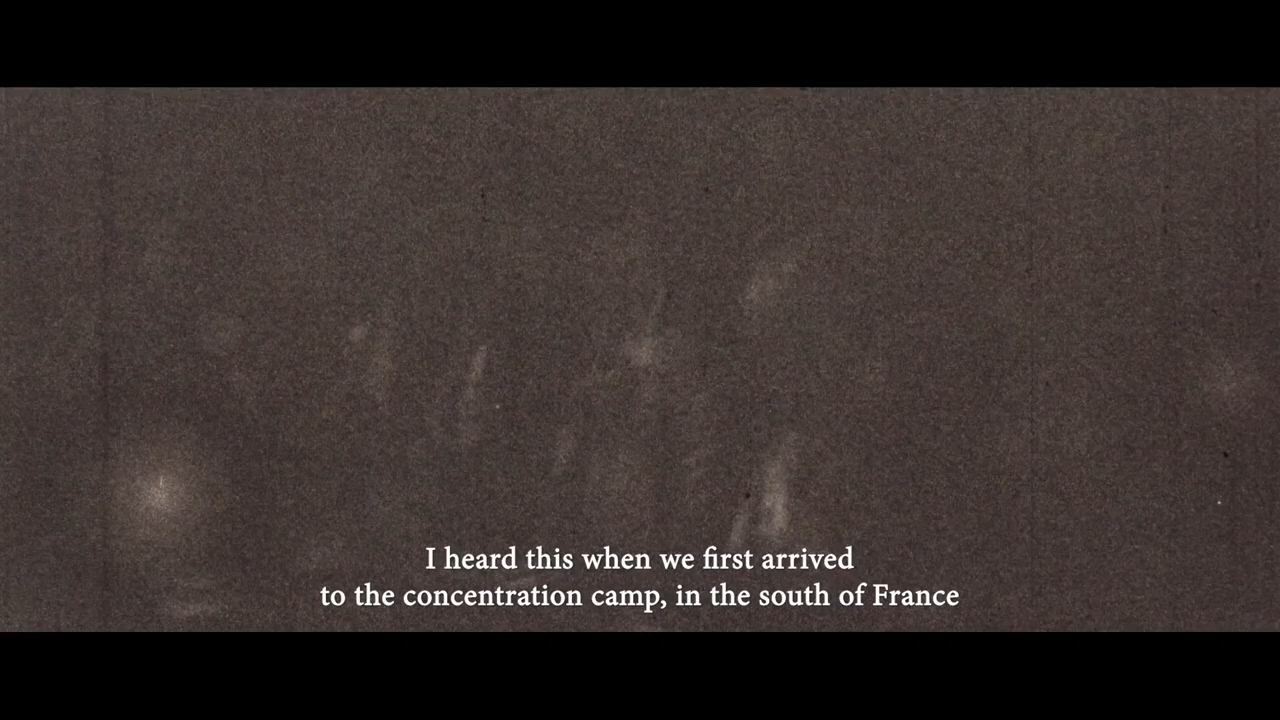 I heard this when we first arrived
to the concentration camp, in the south of France